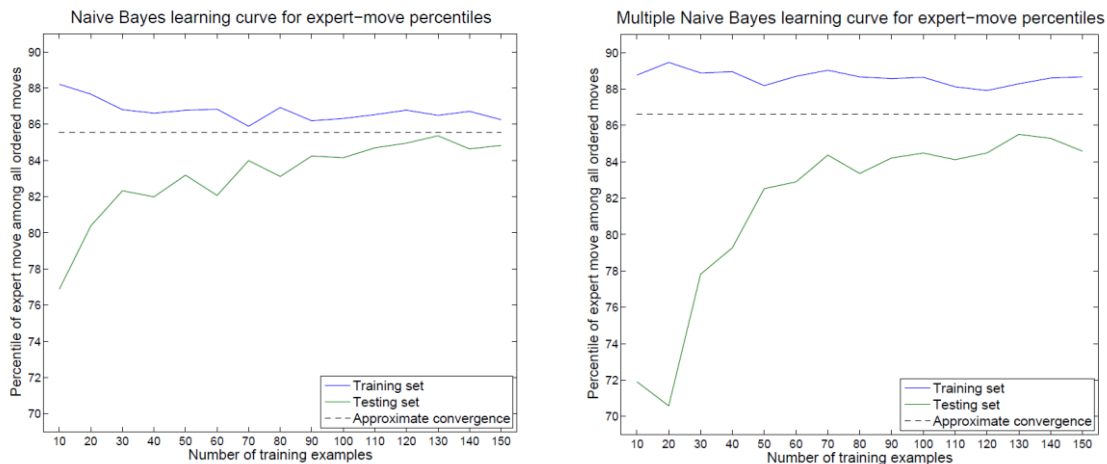 Naive Bayes learning curve for expert−move percentiles
Percentile of expert move among all ordered moves
90
88
86
84
82
80
78
76
74
72
70
Training set
Testing set
Approximate convergence
10 20 30 40 50 60 70 80 90 100 110 120 130 140 150
Number of training examples
Multiple Naive Bayes learning curve for expert−move percentiles
Percentile of expert move among all ordered moves
90
88
86
84
82
80
78
76
74
72
70
Training set
Testing set
Approximate convergence
10 20 30 40 50 60 70 80 90 100 110 120 130 140 150
Number of training examples